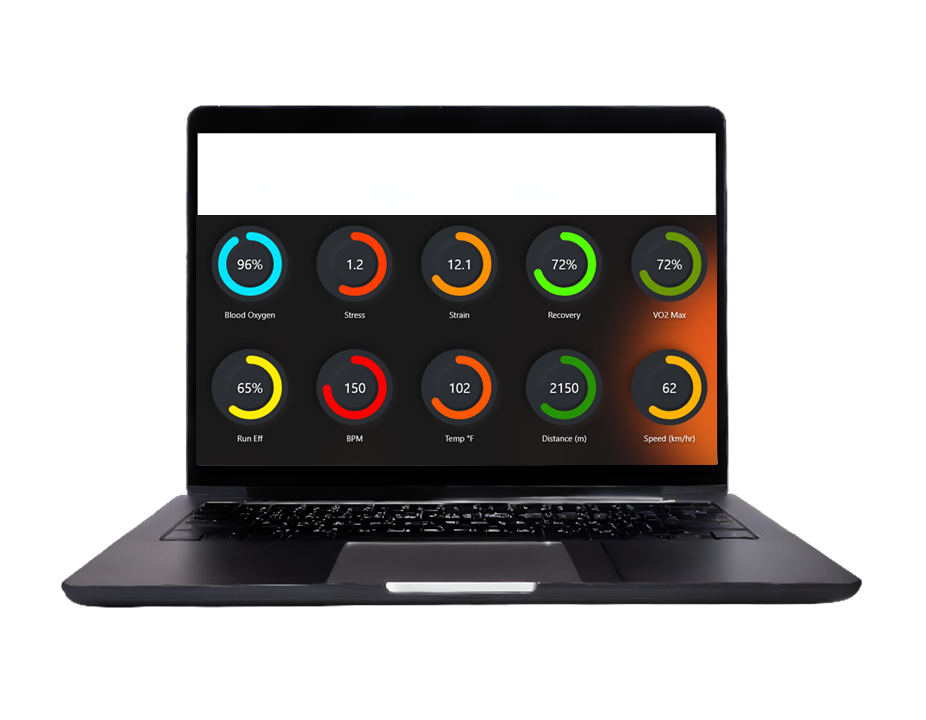 96%
1.2
12.1
72%
72%
Blood Oxygen
Stress
Strain
Recovery
VO2 Max
65%
150
102
2150
62
Run Eff
BPM
Temp °F
Distance (m)
Speed (km/hr)